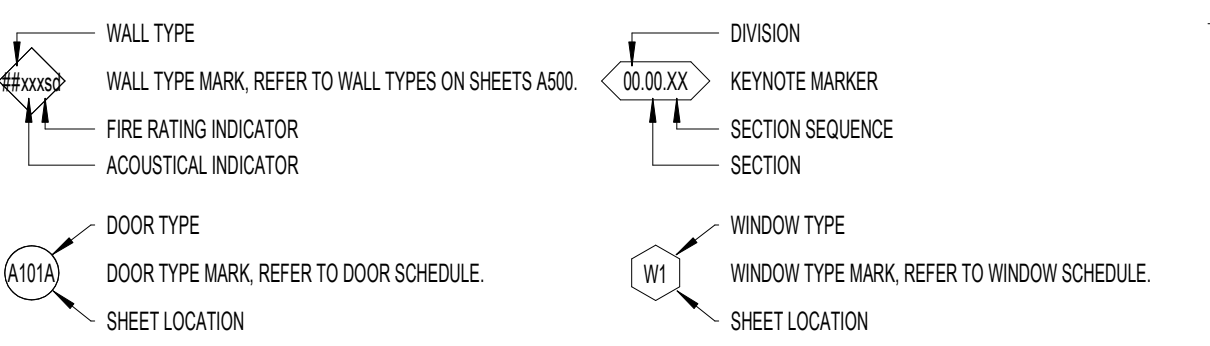 WALL TYPE
##xxxsd
WALL TYPE MARK, REFER TO WALL TYPES ON SHEETS A500.
FIRE RATING INDICATOR
ACOUSTICAL INDICATOR
DIVISION
00.00.XX
KEYNOTE MARKER
SECTION SEQUENCE
SECTION
DOOR TYPE
A101A
DOOR TYPE MARK, REFER TO DOOR SCHEDULE.
SHEET LOCATION
WINDOW TYPE
W1
WINDOW TYPE MARK, REFER TO WINDOW SCHEDULE.
SHEET LOCATION